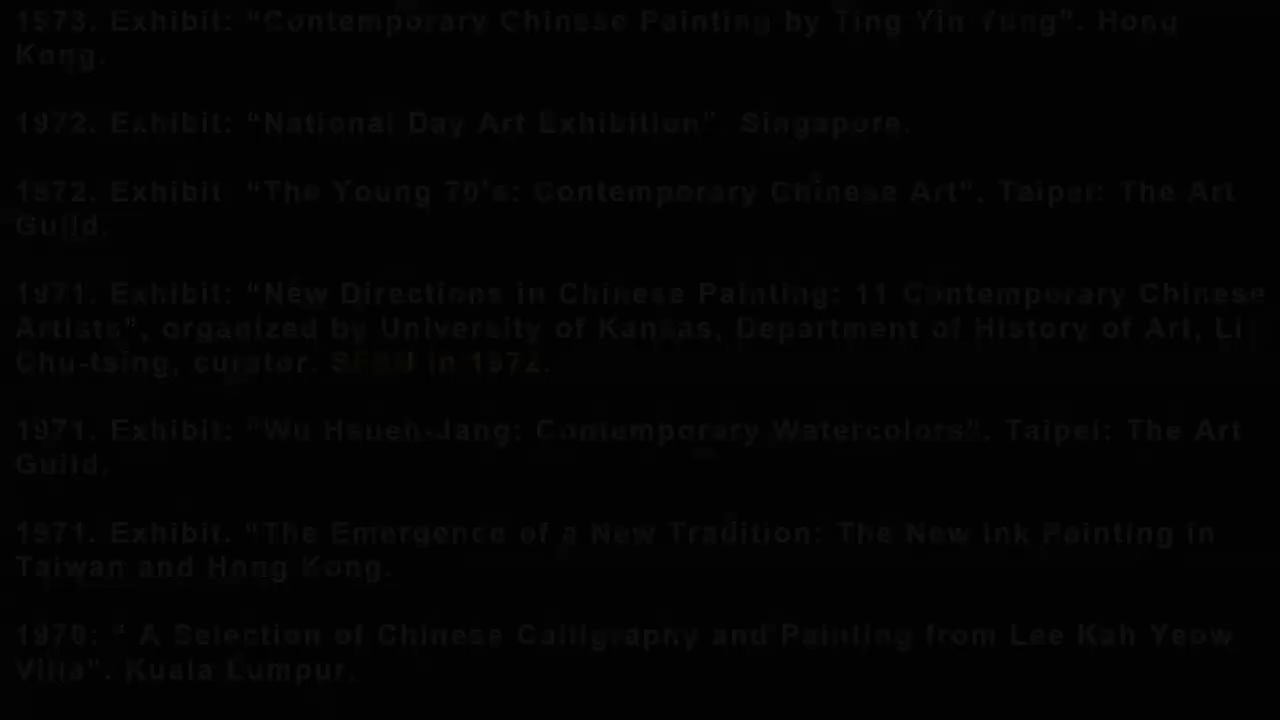 1973. Exhibit: “Contemporary Chinese Painting by Ting Yin Yung”. Hong
Kong.
1972. Exhibit: “National Day Art Exhibition”. Singapore.
1972. Exhibit: “The Young 70's: Contemporary Chinese Art”. Taipei: The Art
Guild.
1971. Exhibit: “New Directions in Chinese Painting: 11 Contemporary Chinese
Artists”, organized by University of Kansas, Department of History of Art, Li
Chu-tsing, curator. in 1972.
1971. Exhibit: “Wu Hsueh-Jang: Contemporary Watercolors”. Taipei: The Art
Guild.
1971. Exhibit. “The Emergence of a New Tradition: The New Ink Painting in
Taiwan and Hong Kong.
1970: “ A Selection of Chinese Calligraphy and Painting from Lee Kah Yeow
Villa”. Kuala Lumpur.